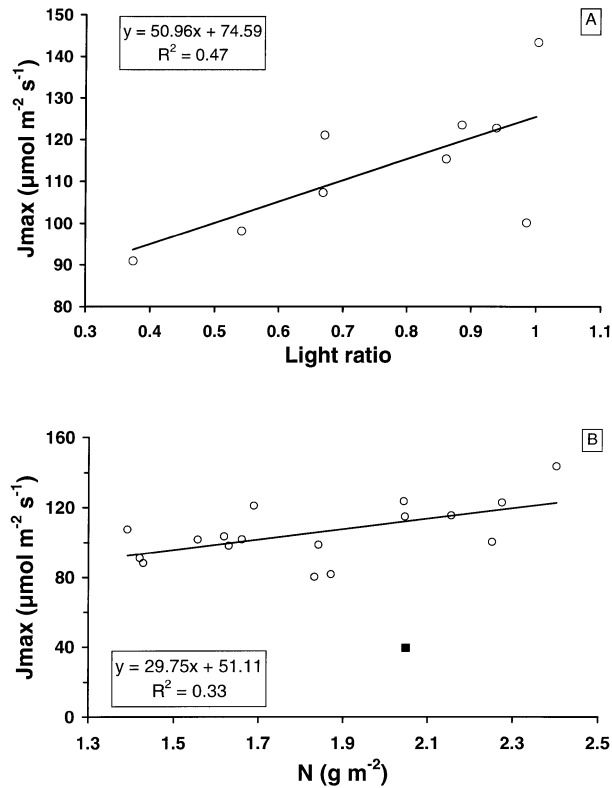 A
y = 50.96x + 74.59
R² = 0.47
150
140
130
120
110
100
90
80
Jmax (μmol m⁻² s⁻¹)
0.3 0.4 0.5 0.6 0.7 0.8 0.9 1 1.1
Light ratio
B
160
120
80
40
0
Jmax (μmol m⁻² s⁻¹)
y = 29.75x + 51.11
R² = 0.33
1.3 1.5 1.7 1.9 2.1 2.3 2.5
N (g m⁻²)